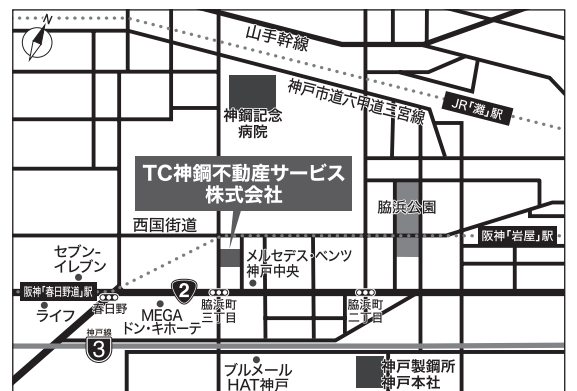 N
山手幹線
神戸市道六甲道三宮線
JR「灘」駅
神鋼記念
病院
TC神鋼不動産サービス
株式会社
脇浜公園
西国街道
阪神「岩屋」駅
セブン-
イレブン
メルセデス・ベンツ
神戸中央
阪神「春日野道」駅
2
春日野
脇浜町
三丁目
脇浜町
二丁目
ライフ
MEGA
ドン・キホーテ
神戸線
3
ブルメール
HAT神戸
神戸製鋼所
神戸本社